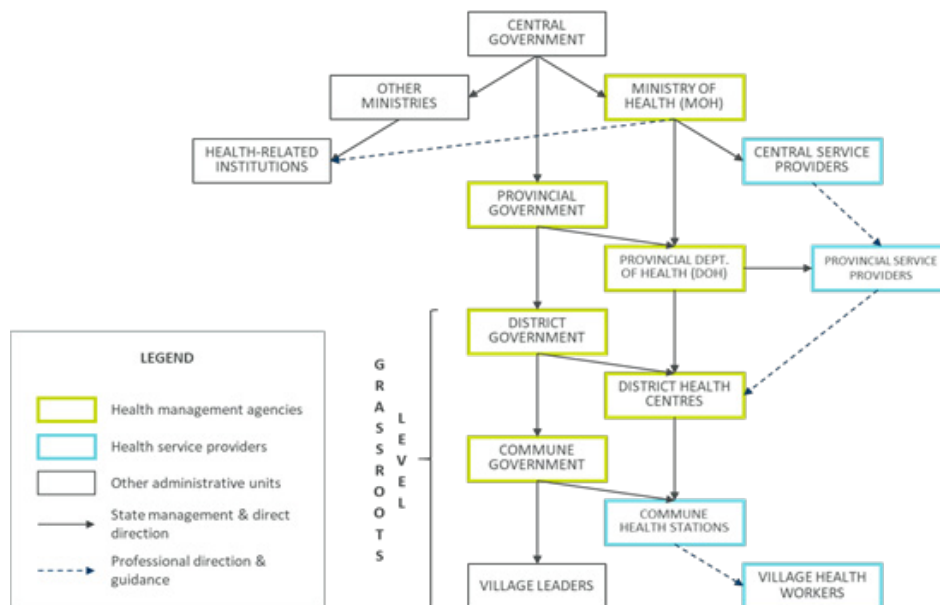 CENTRAL
GOVERNMENT
OTHER
MINISTRIES
MINISTRY OF
HEALTH (MOH)
HEALTH-RELATED
INSTITUTIONS
CENTRAL SERVICE
PROVIDERS
PROVINCIAL
GOVERNMENT
PROVINCIAL DEPT.
OF HEALTH (DOH)
PROVINCIAL SERVICE
PROVIDERS
DISTRICT
GOVERNMENT
DISTRICT HEALTH
CENTRES
COMMUNE
GOVERNMENT
COMMUNE
HEALTH STATIONS
VILLAGE LEADERS
VILLAGE HEALTH
WORKERS
GRASSROOTS
LEVEL
LEGEND
Health management agencies
Health service providers
Other administrative units
State management & direct
direction
Professional direction &
guidance